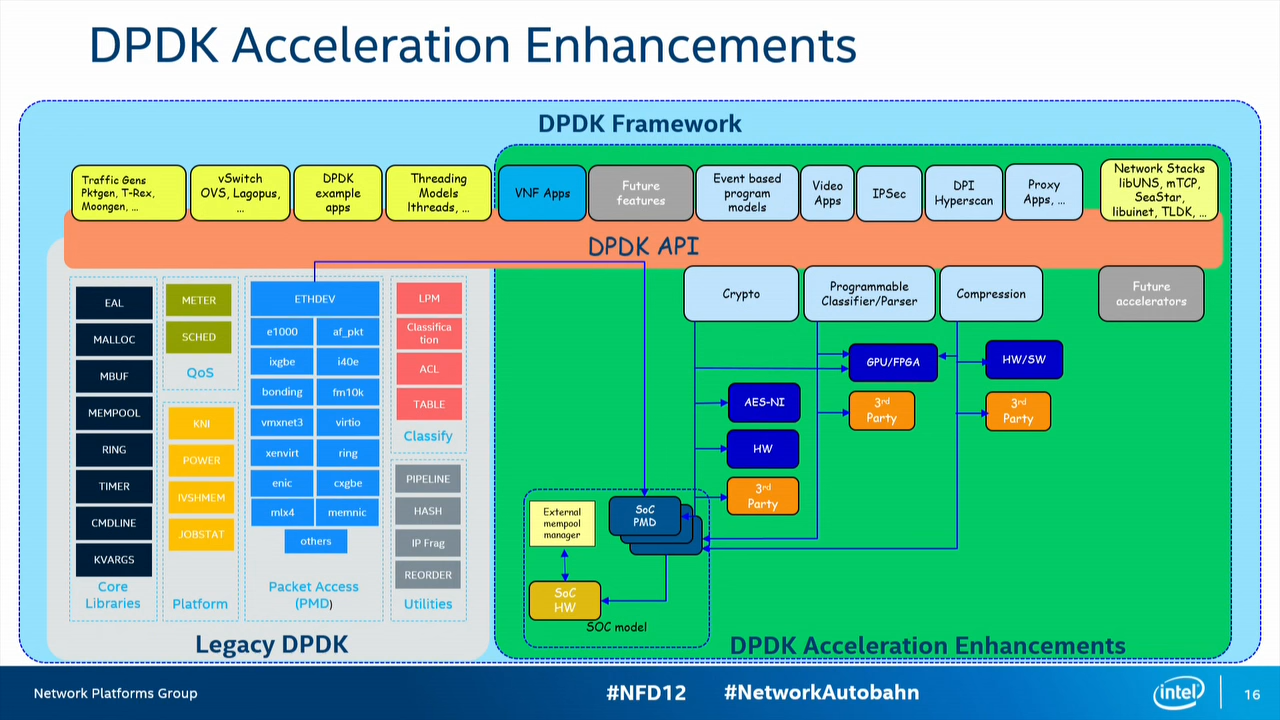 DPDK Acceleration Enhancements
DPDK Framework
Traffic Gens
Pktgen, T-Rex,
Moongen, ...
vSwitch
OVS, Lagopus,
...
DPDK
example
apps
Threading
Models
lthreads, ...
VNF Apps
Future
features
Event based
program
models
Video
Apps
IPSec
DPI
Hyperscan
Proxy
Apps, ...
Network Stacks
libUNS, mTCP,
SeaStar,
libuinet, TLDK, ...
DPDK API
EAL
MALLOC
MBUF
MEMPOOL
RING
TIMER
CMDLINE
KVARGS
Core
Libraries
METER
SCHED
QoS
KNI
POWER
IVSHMEM
JOBSTAT
Platform
ETHDEV
e1000
af_pkt
ixgbe
i40e
bonding
fm10k
vmxnet3
virtio
xenvirt
ring
enic
cxgbe
mlx4
memnic
others
Packet Access
(PMD)
LPM
Classifica
tion
ACL
TABLE
Classify
PIPELINE
HASH
IP Frag
REORDER
Utilities
Legacy DPDK
Crypto
Programmable
Classifier/Parser
Compression
Future
accelerators
GPU/FPGA
HW/SW
AES-NI
3rd
Party
3rd
Party
HW
3rd
Party
External
mempool
manager
SoC
PMD
SoC
HW
SOC model
DPDK Acceleration Enhancements
Network Platforms Group
#NFD12
#NetworkAutobahn
intel
16